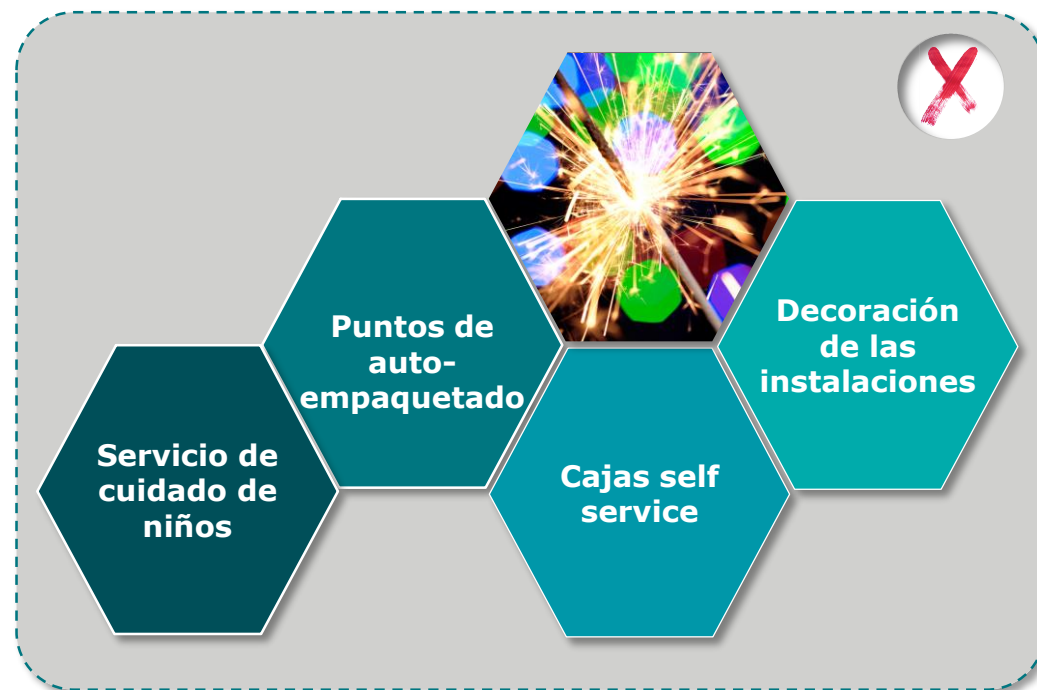 Servicio de
cuidado de
niños
Puntos de
auto-
empaquetado
Cajas self
service
Decoración
de las
instalaciones